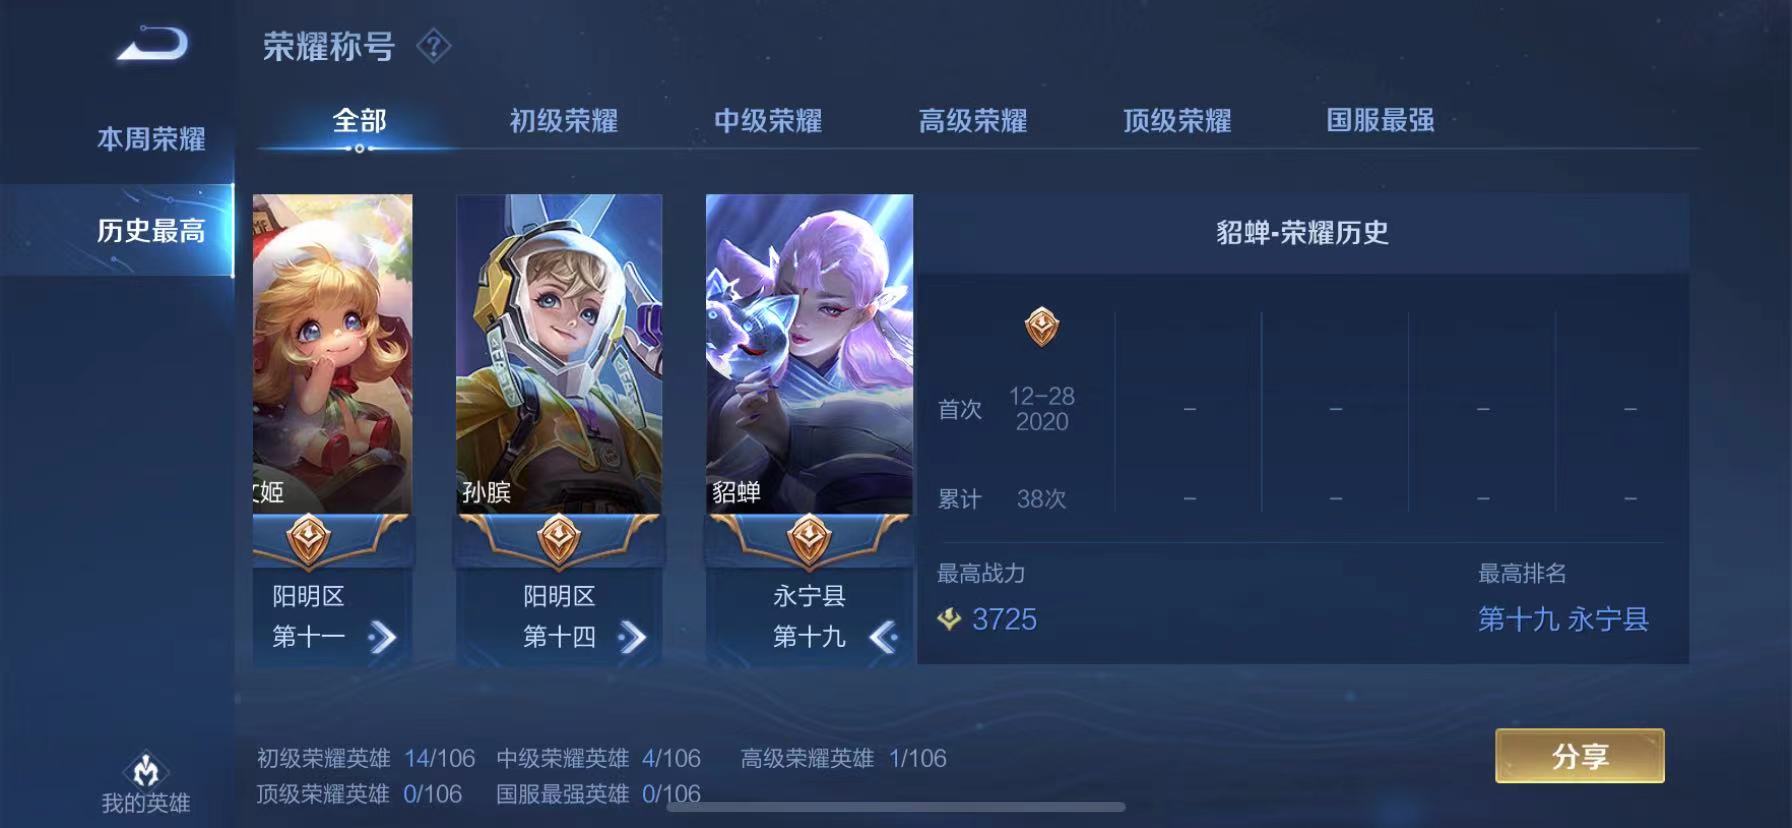 荣耀称号 ?
本周荣耀
历史最高
全部 初级荣耀 中级荣耀 高级荣耀 顶级荣耀 国服最强
姬
孙膑
貂蝉
阳明区
第十一
阳明区
第十四
永宁县
第十九
貂蝉-荣耀历史
首次 12-28 - - - -
2020
累计 38次 - - - -
最高战力 最高排名
3725 第十九 永宁县
初级荣耀英雄 14/106 中级荣耀英雄 4/106 高级荣耀英雄 1/106
顶级荣耀英雄 0/106 国服最强英雄 0/106
分享
我的英雄